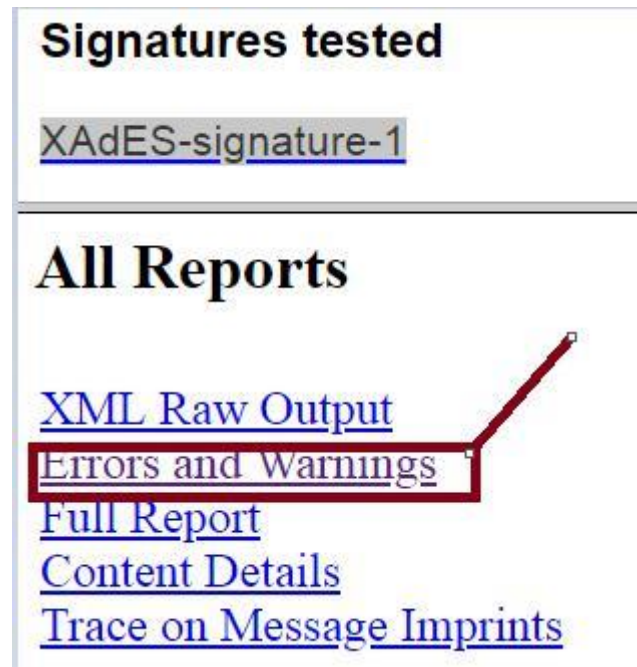 Signatures tested
XAdES-signature-1
All Reports
XML Raw Output
Errors and Warnings
Full Report
Content Details
Trace on Message Imprints